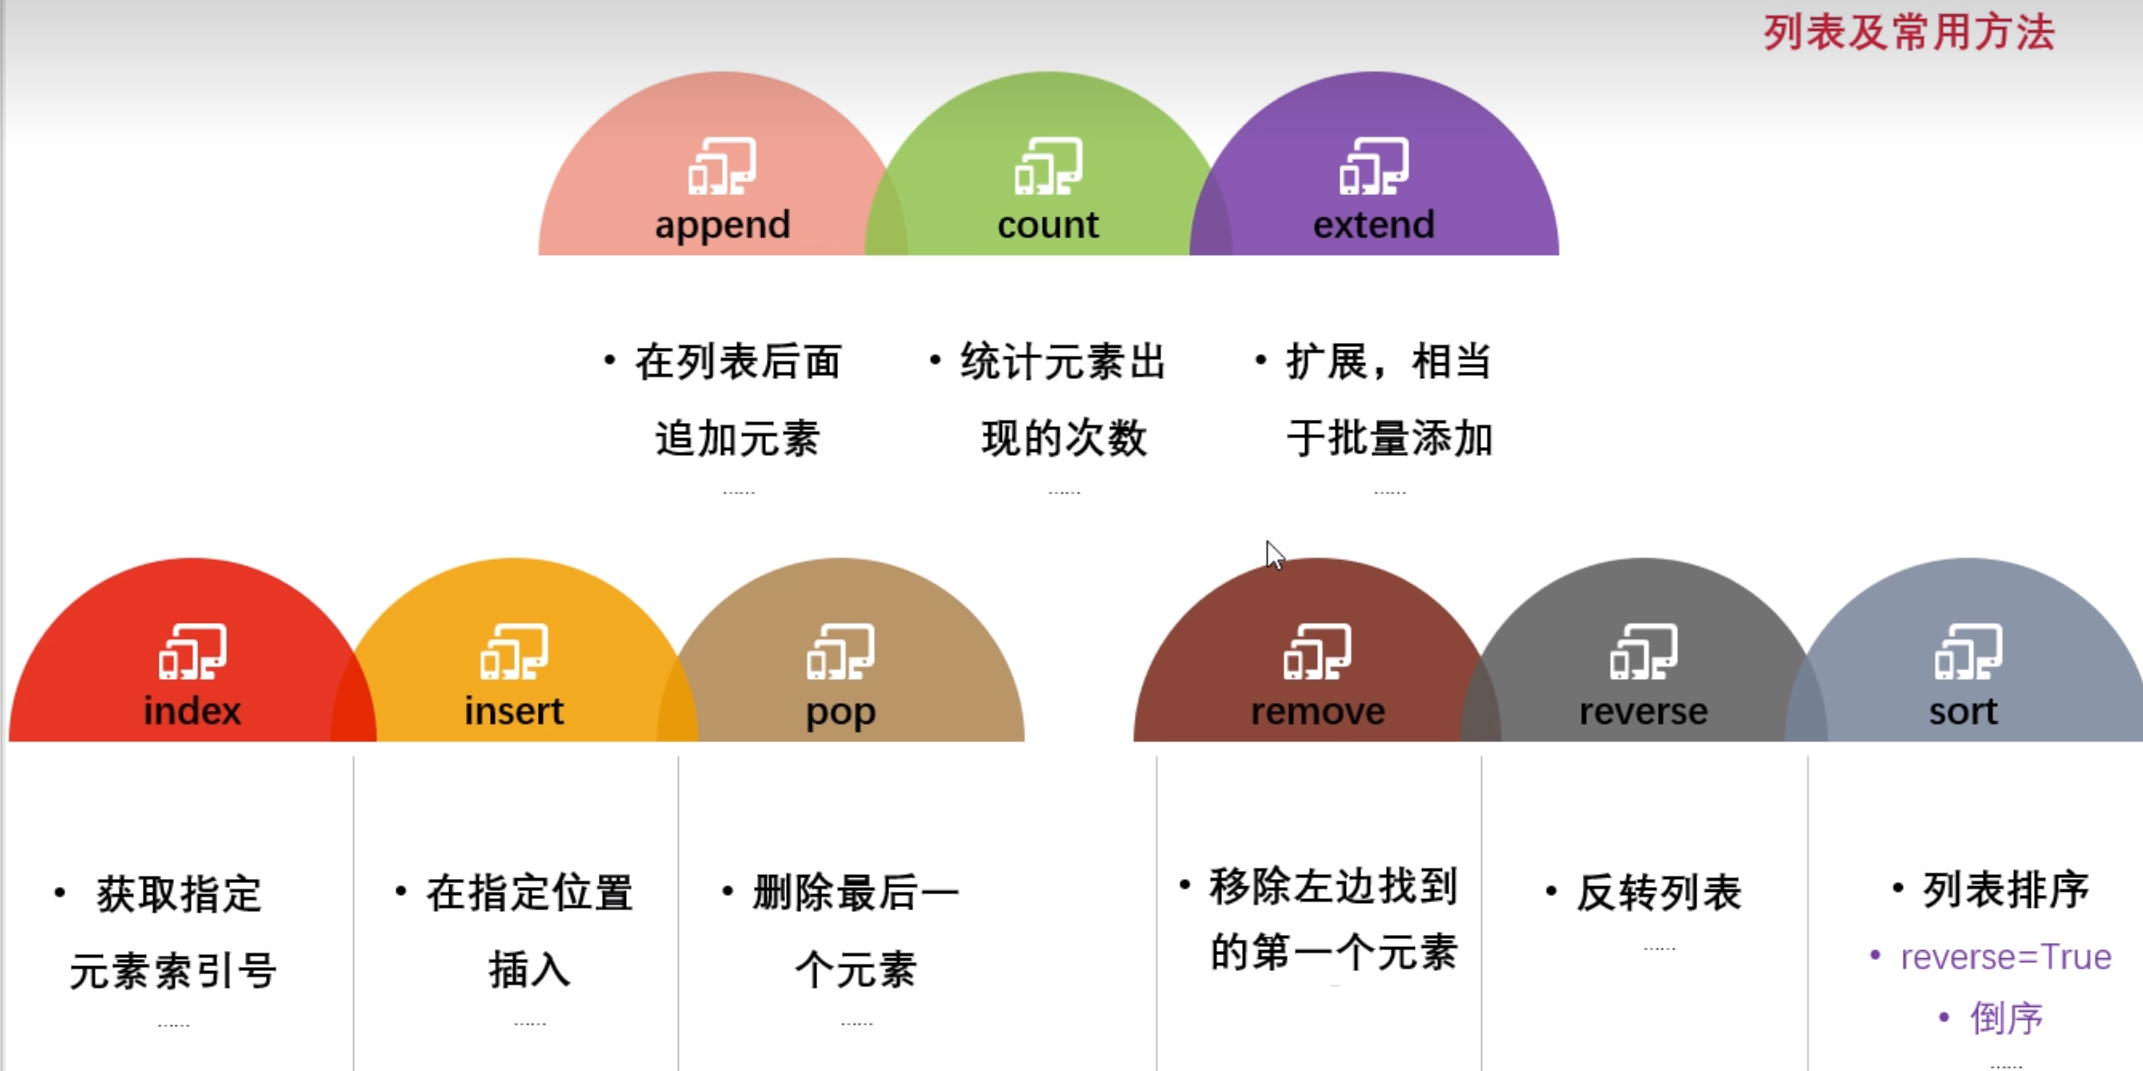 列表及常用方法
append
count
extend
• 在列表后面
追加元素
……
• 统计元素出
现的次数
……
• 扩展，相当
于批量添加
……
index
insert
pop
remove
reverse
sort
• 获取指定
元素索引号
……
• 在指定位置
插入
……
• 删除最后一
个元素
……
• 移除左边找到
的第一个元素
• 反转列表
……
• 列表排序
• reverse=True
• 倒序
……